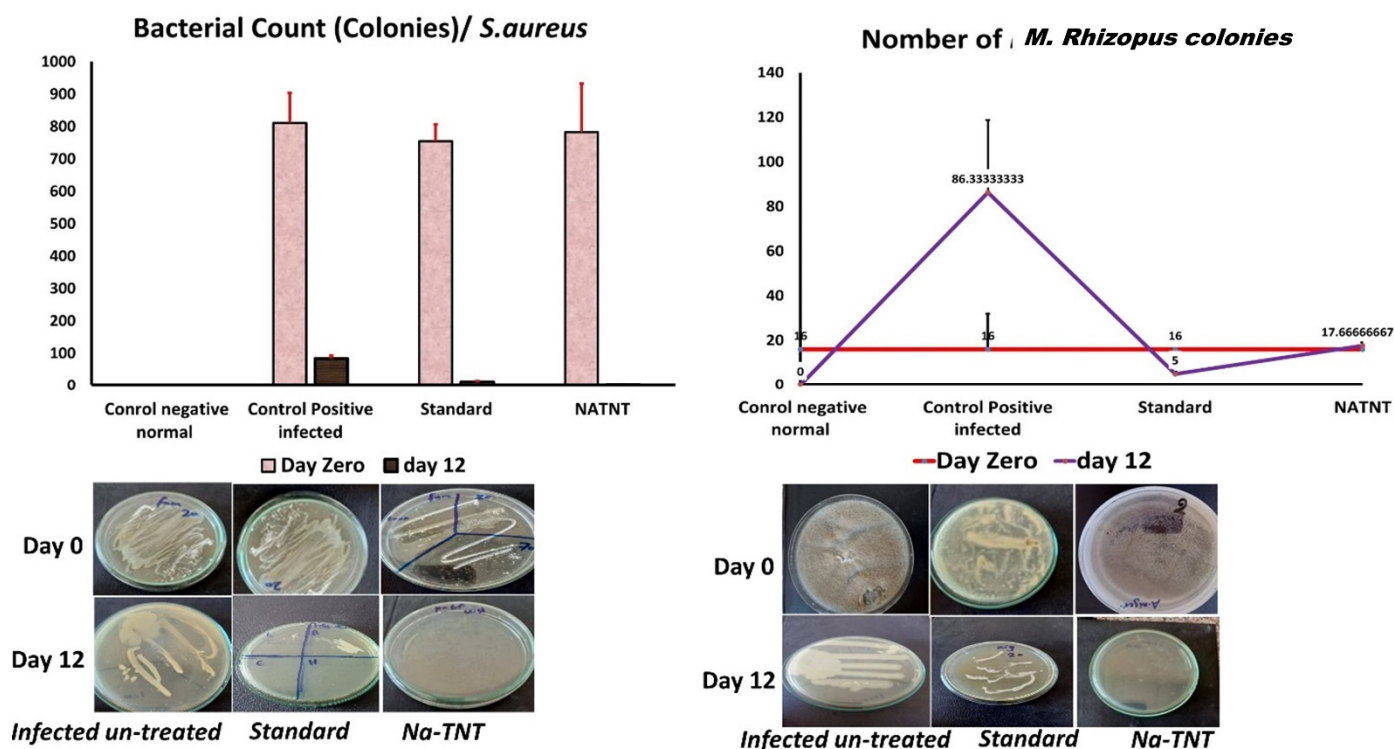 Bacterial Count (Colonies)/ S.aureus
1000
900
800
700
600
500
400
300
200
100
0
Conrol negative
normal
Control Positive
infected
Standard
NATNT
Day Zero
day 12
Day 0
Day 12
Infected un-treated
Standard
Na-TNT
Nomber of
M. Rhizopus colonies
140
120
100
80
60
40
20
0
86.33333333
16
16
16
17.66666667
0
5
Conrol negative
normal
Control Positive
infected
Standard
NATNT
Day Zero
day 12
Day 0
A.niger
Day 12
Infected un-treated
Standard
Na-TNT